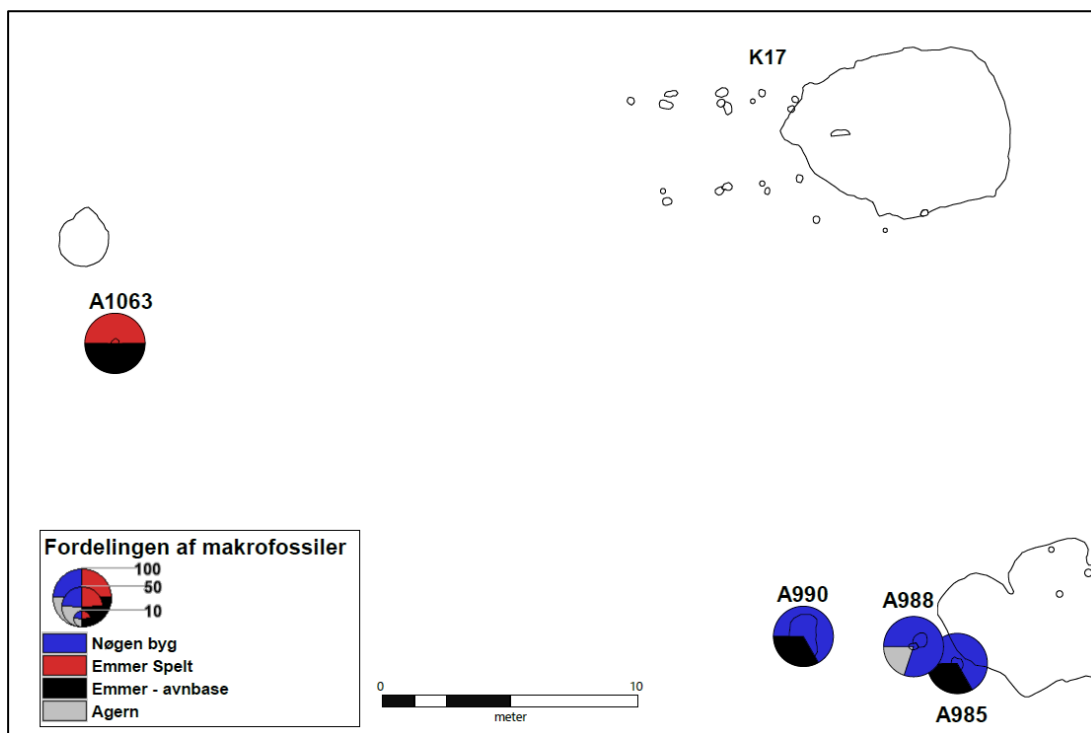 K17
A1063
Fordelingen af makrofossiler
100
50
10
Nøgen byg
Emmer Spelt
Emmer - avnbase
Agern
0 10
meter
A990 A988
A985